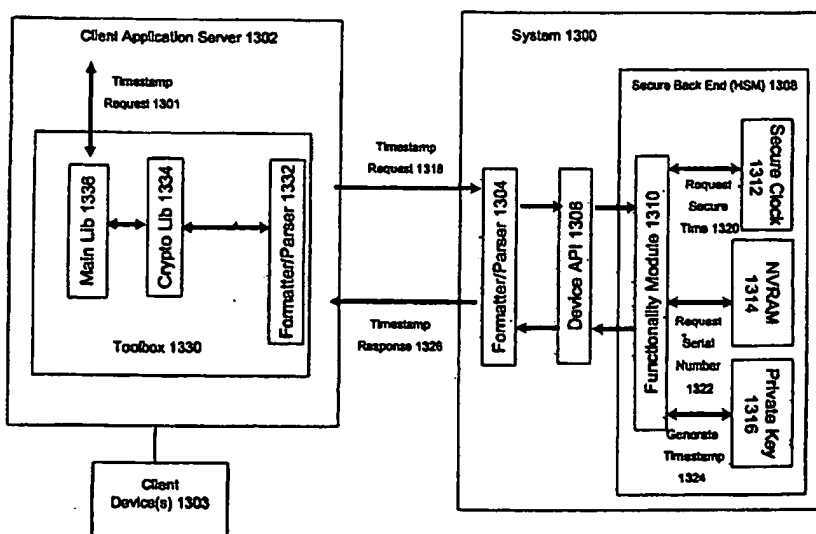 Client Application Server 1302
Timestamp
Request 1301
Main Lib 1336
Crypto Lib 1334
Formatter/Parser 1332
Toolbox 1330
Client
Device(s) 1303
Timestamp
Request 1318
Timestamp
Response 1326
System 1300
Formatter/Parser 1304
Device API 1308
Secure Back End (HSM) 1308
Functionality Module 1310
Request
Secure
Time 1320
Secure Clock
1312
Request
Serial
Number
1322
NVRAM
1314
Generate
Timestamp
1324
Private Key
1316